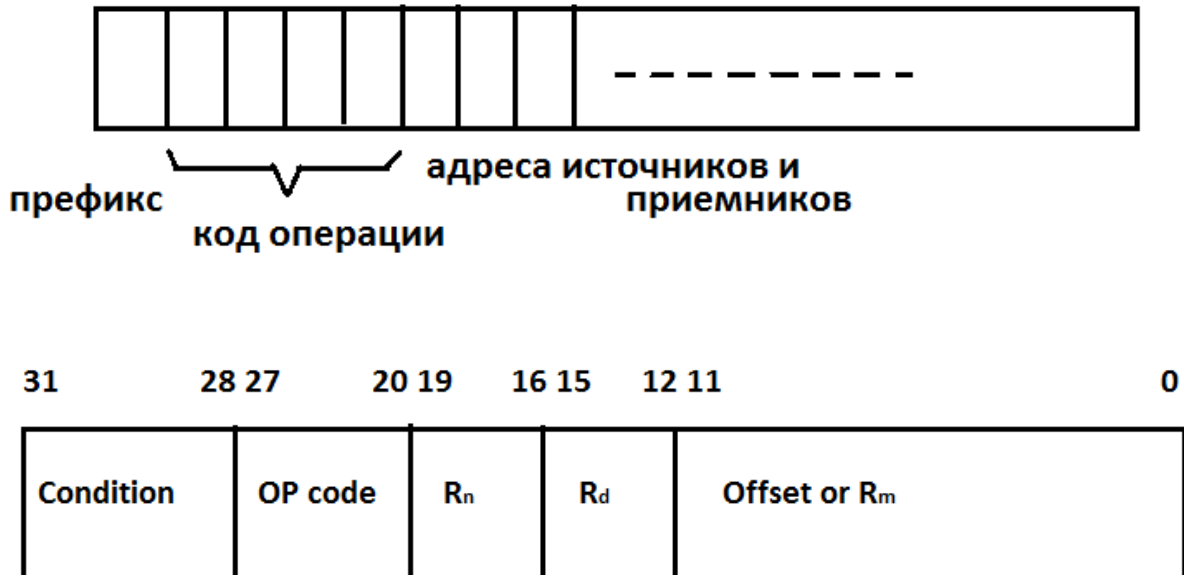 адреса источников и
префикс приемников
код операции
31 28 27 20 19 16 15 12 11 0
Condition OP code Rn Rd Offset or Rm